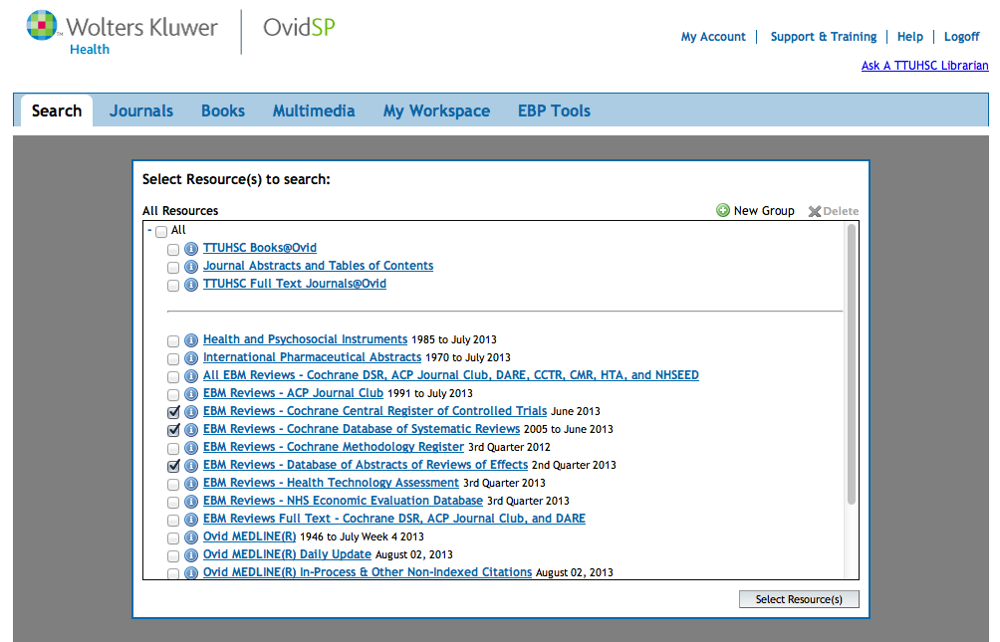 Wolters Kluwer
Health
OvidSP
My Account | Support & Training | Help | Logoff
Ask A TTUHSC Librarian
Search Journals Books Multimedia My Workspace EBP Tools
Select Resource(s) to search:
All Resources New Group Delete
- All
TTUHSC Books@Ovid
Journal Abstracts and Tables of Contents
TTUHSC Full Text Journals@Ovid
Health and Psychosocial Instruments 1985 to July 2013
International Pharmaceutical Abstracts 1970 to July 2013
All EBM Reviews - Cochrane DSR, ACP Journal Club, DARE, CCTR, CMR, HTA, and NHSEED
EBM Reviews - ACP Journal Club 1991 to July 2013
EBM Reviews - Cochrane Central Register of Controlled Trials June 2013
EBM Reviews - Cochrane Database of Systematic Reviews 2005 to June 2013
EBM Reviews - Cochrane Methodology Register 3rd Quarter 2012
EBM Reviews - Database of Abstracts of Reviews of Effects 2nd Quarter 2013
EBM Reviews - Health Technology Assessment 3rd Quarter 2013
EBM Reviews - NHS Economic Evaluation Database 3rd Quarter 2013
EBM Reviews Full Text - Cochrane DSR, ACP Journal Club, and DARE
Ovid MEDLINE(R) 1946 to July Week 4 2013
Ovid MEDLINE(R) Daily Update August 02, 2013
Ovid MEDLINE(R) In-Process & Other Non-Indexed Citations August 02, 2013
Select Resource(s)